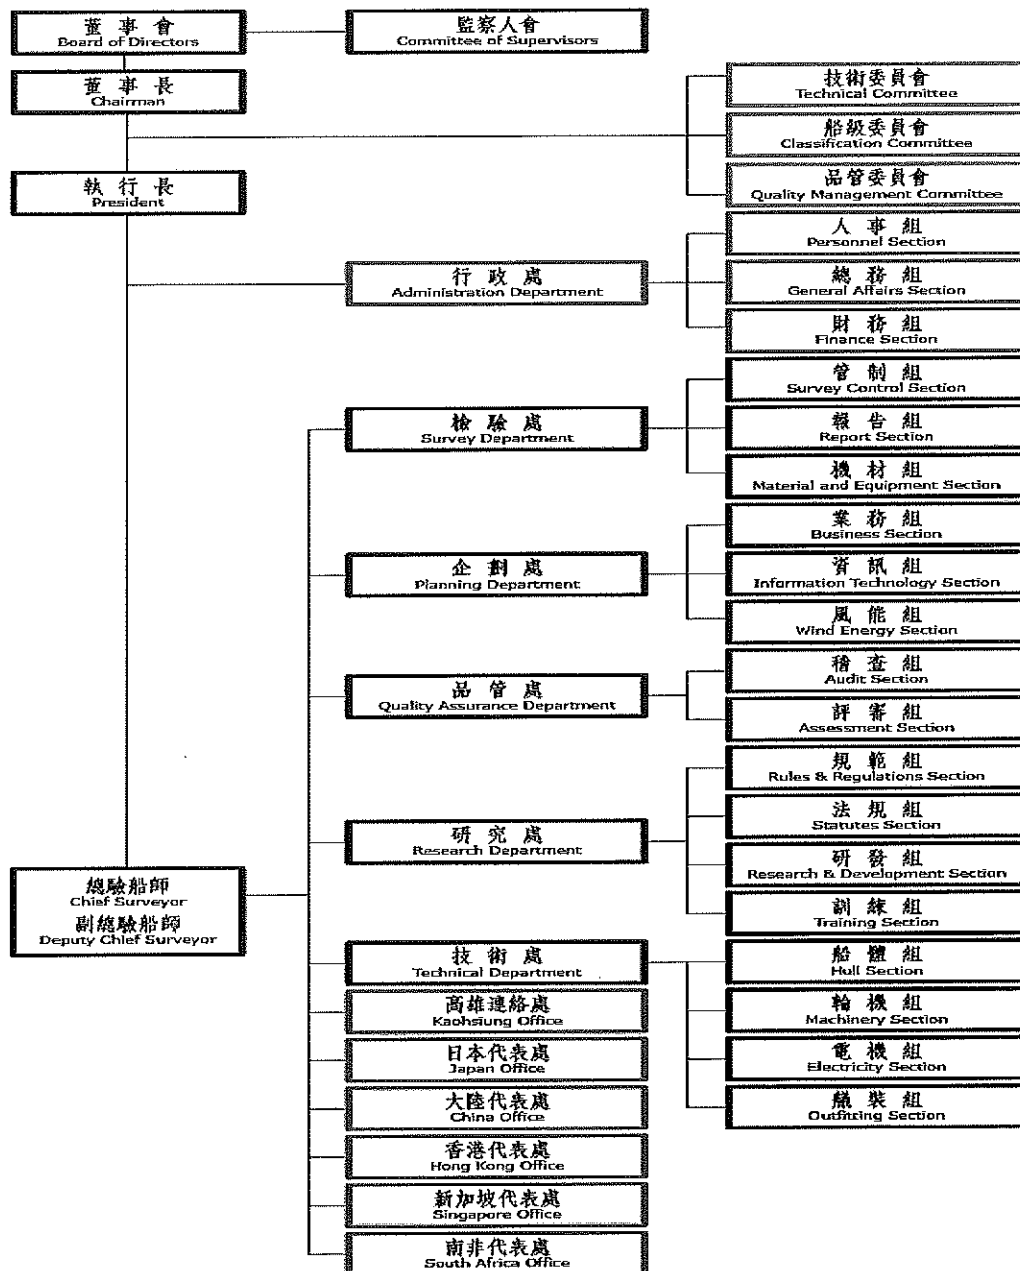 董事會
Board of Directors
監察人會
Committee of Supervisors
董事長
Chairman
技術委員會
Technical Committee
船級委員會
Classification Committee
品管委員會
Quality Management Committee
執行長
President
行政處
Administration Department
人事組
Personnel Section
總務組
General Affairs Section
財務組
Finance Section
檢驗處
Survey Department
管制組
Survey Control Section
報告組
Report Section
機材組
Material and Equipment Section
企劃處
Planning Department
業務組
Business Section
資訊組
Information Technology Section
風能組
Wind Energy Section
品管處
Quality Assurance Department
稽查組
Audit Section
評審組
Assessment Section
研究處
Research Department
規範組
Rules & Regulations Section
法規組
Statutes Section
研發組
Research & Development Section
訓練組
Training Section
總驗船師
Chief Surveyor
副總驗船師
Deputy Chief Surveyor
技術處
Technical Department
船體組
Hull Section
輪機組
Machinery Section
電機組
Electricity Section
艤裝組
Outfitting Section
高雄連絡處
Kaohsiung Office
日本代表處
Japan Office
大陸代表處
China Office
香港代表處
Hong Kong Office
新加坡代表處
Singapore Office
南非代表處
South Africa Office